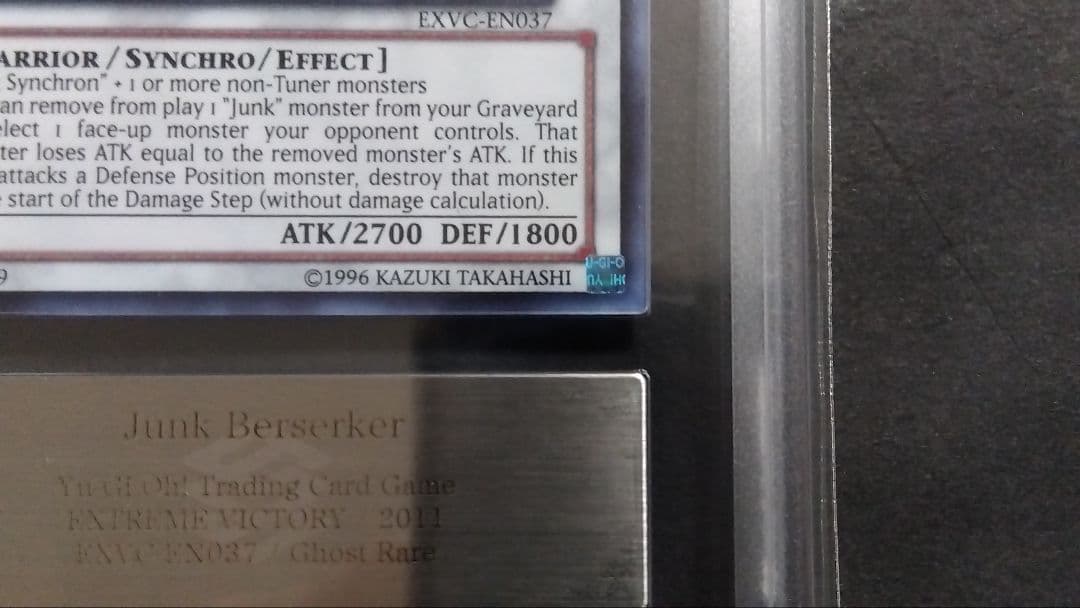 EXVC-EN037
ARRIOR / SYNCHRO / EFFECT]
Synchron" + 1 or more non-Tuner monsters
an remove from play 1 "Junk" monster from your Graveyard
elect 1 face-up monster your opponent controls. That
ter loses ATK equal to the removed monster's ATK. If this
attacks a Defense Position monster, destroy that monster
e start of the Damage Step (without damage calculation).
ATK/2700 DEF/1800
9 ©1996 KAZUKI TAKAHASHI
Junk Berserker
Yu-Gi-Oh! Trading Card Game
EXTREME VICTORY 2011
EXVC-EN037 / Ghost Rare